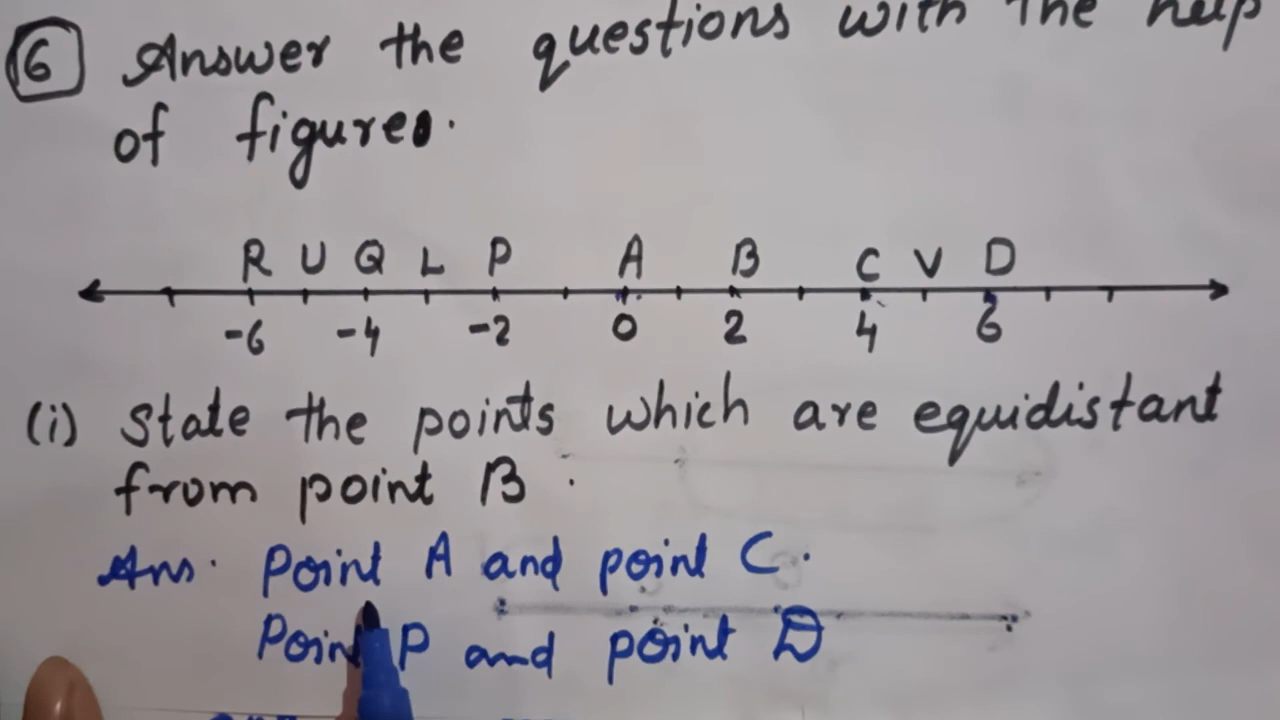 6 Answer the questions with the help
of figures.
R U Q L P A B C V D
-6 -4 -2 0 2 4 6
(i) State the points which are equidistant
from point B.
Ans. Point A and point C.
Point P and point D